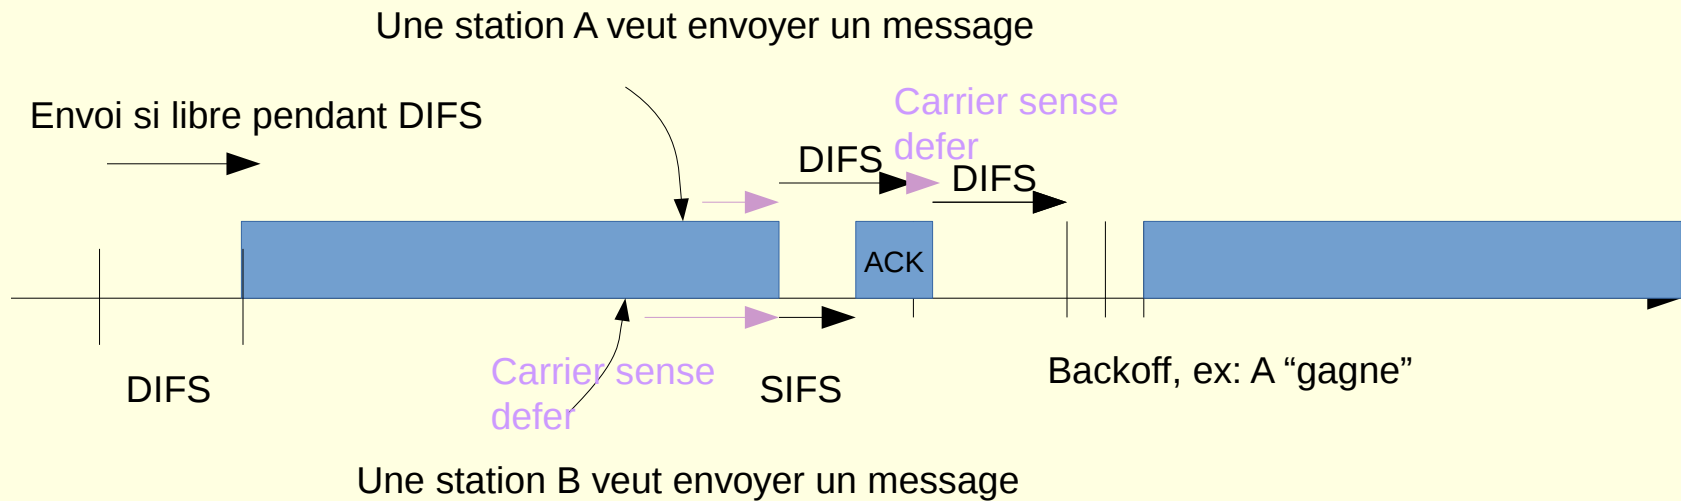 Une station A veut envoyer un message
Envoi si libre pendant DIFS
Carrier sense
defer
DIFS
DIFS
ACK
Carrier sense
defer
DIFS
SIFS
Backoff, ex: A “gagne”
Une station B veut envoyer un message